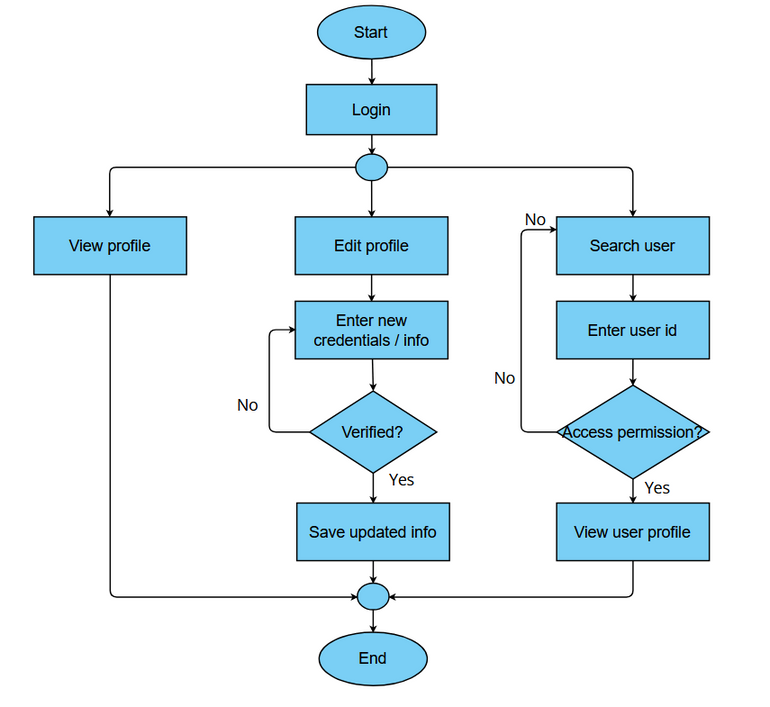 Start
Login
View profile
Edit profile
No
Search user
Enter new
credentials / info
Enter user id
No
No
Verified?
Access permission?
Yes
Yes
Save updated info
View user profile
End